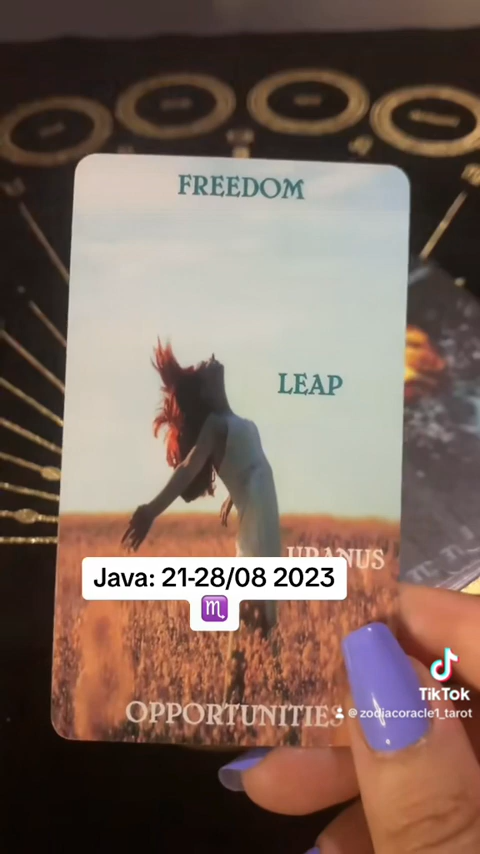 FREEDOM
LEAP
URANUS
Java: 21-28/08 2023
♏
OPPORTUNITIES
TikTok
@zodiacoracle1_tarot